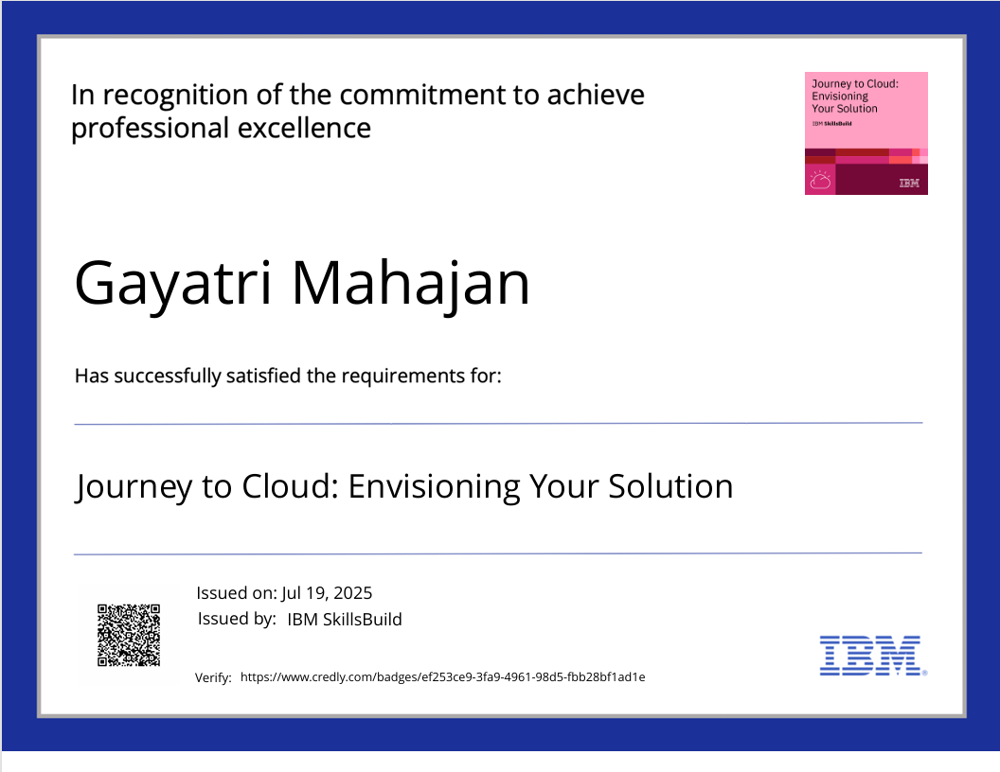 In recognition of the commitment to achieve
professional excellence
Journey to Cloud:
Envisioning
Your Solution
IBM SkillsBuild
IBM
Gayatri Mahajan
Has successfully satisfied the requirements for:
Journey to Cloud: Envisioning Your Solution
Issued on: Jul 19, 2025
Issued by: IBM SkillsBuild
IBM®
Verify: https://www.credly.com/badges/ef253ce9-3fa9-4961-98d5-fbb28bf1ad1e